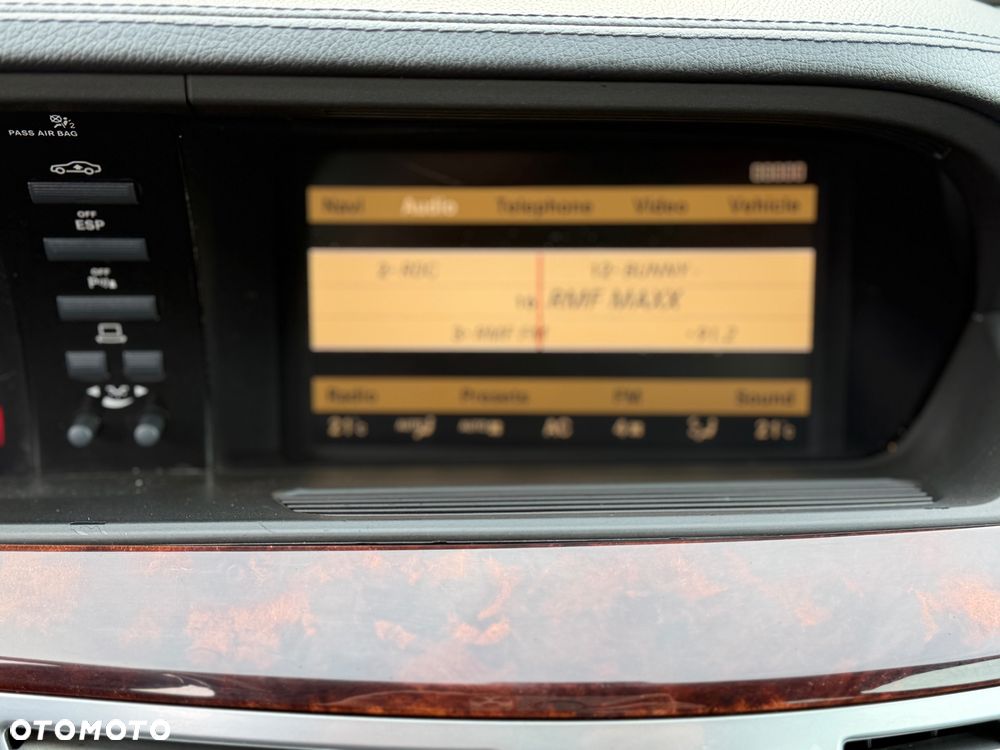 PASS AIR BAG
OFF
ESP
OFF
Navi Audio Telephone Video Vehicle
RMF MAXX
Radio Presets FM Sound
21°c AUTO AC 21°c
OTOMOTO